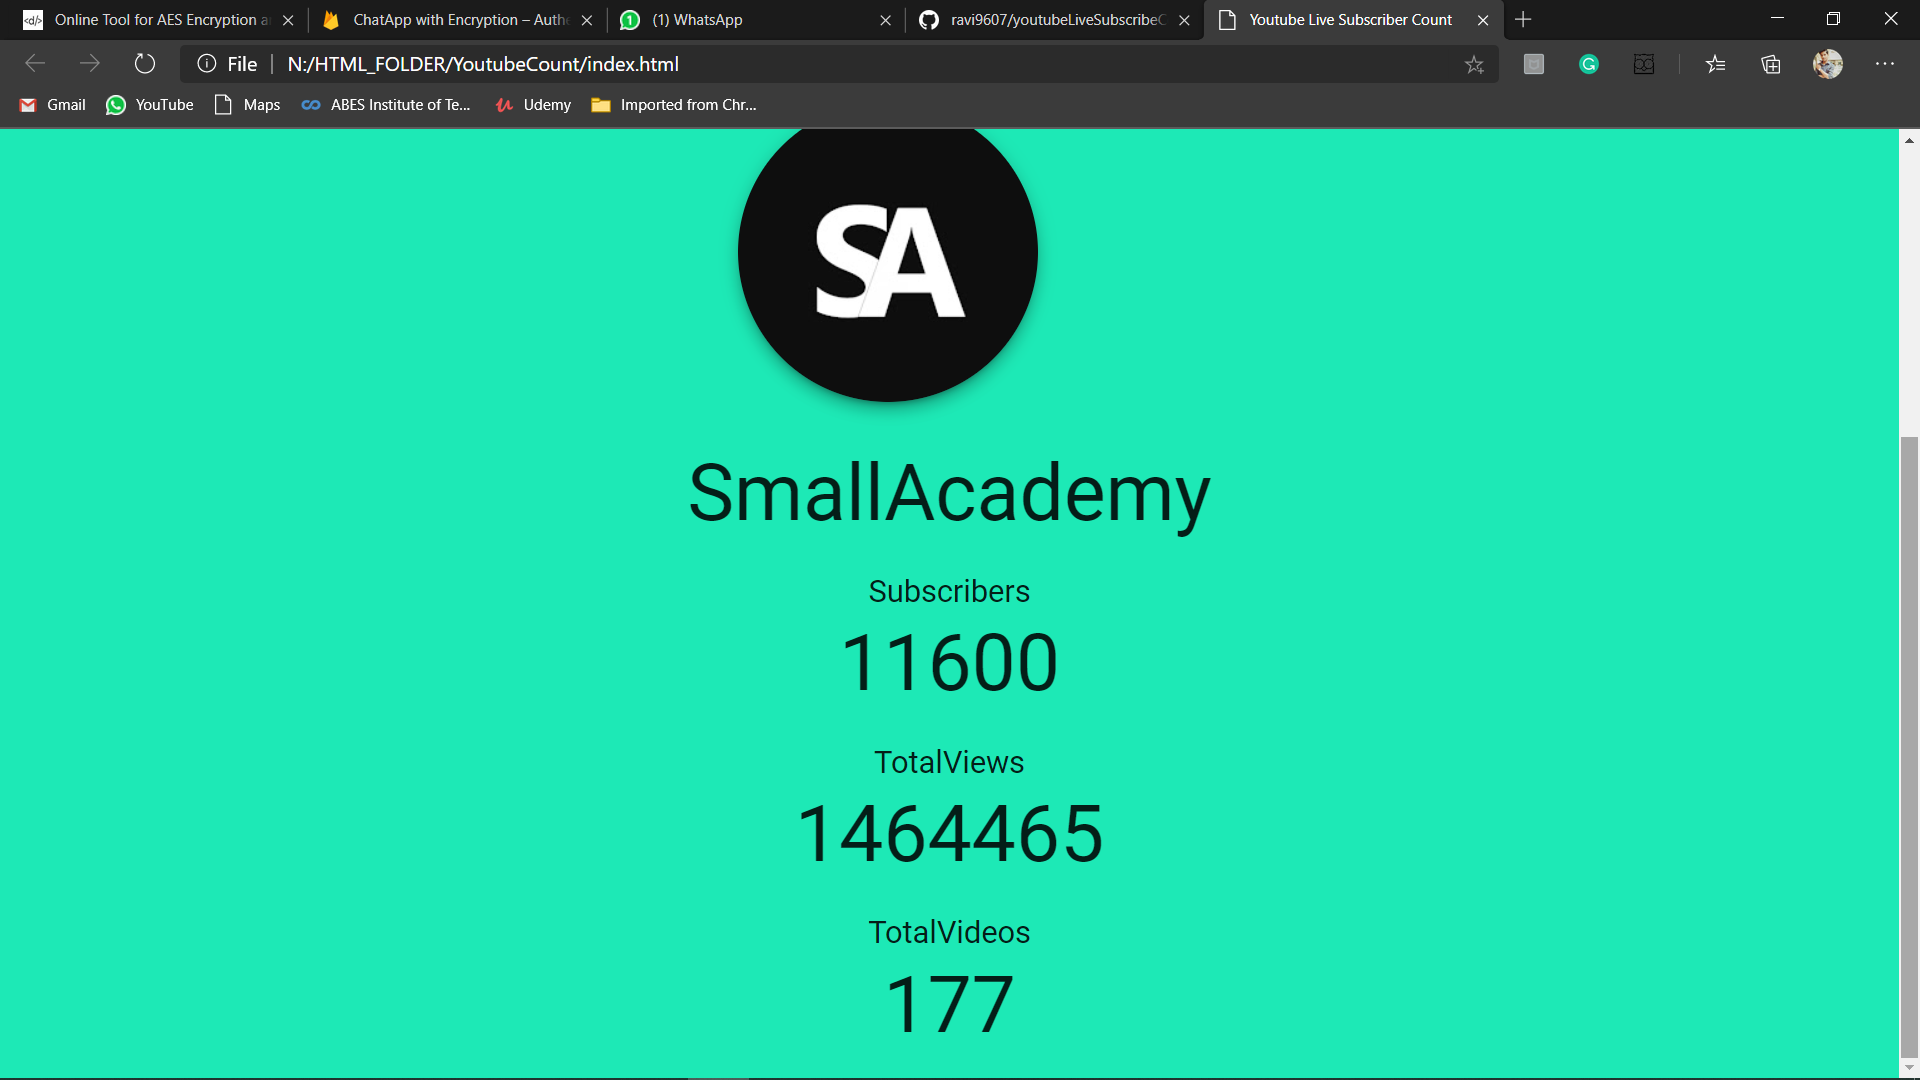 Online Tool for AES Encryption a
ChatApp with Encryption – Authe
(1) WhatsApp
ravi9607/youtubeLiveSubscribeC
Youtube Live Subscriber Count
File
N:/HTML_FOLDER/YoutubeCount/index.html
Gmail
YouTube
Maps
ABES Institute of Te...
Udemy
Imported from Chr...
SA
SmallAcademy
Subscribers
11600
TotalViews
1464465
TotalVideos
177